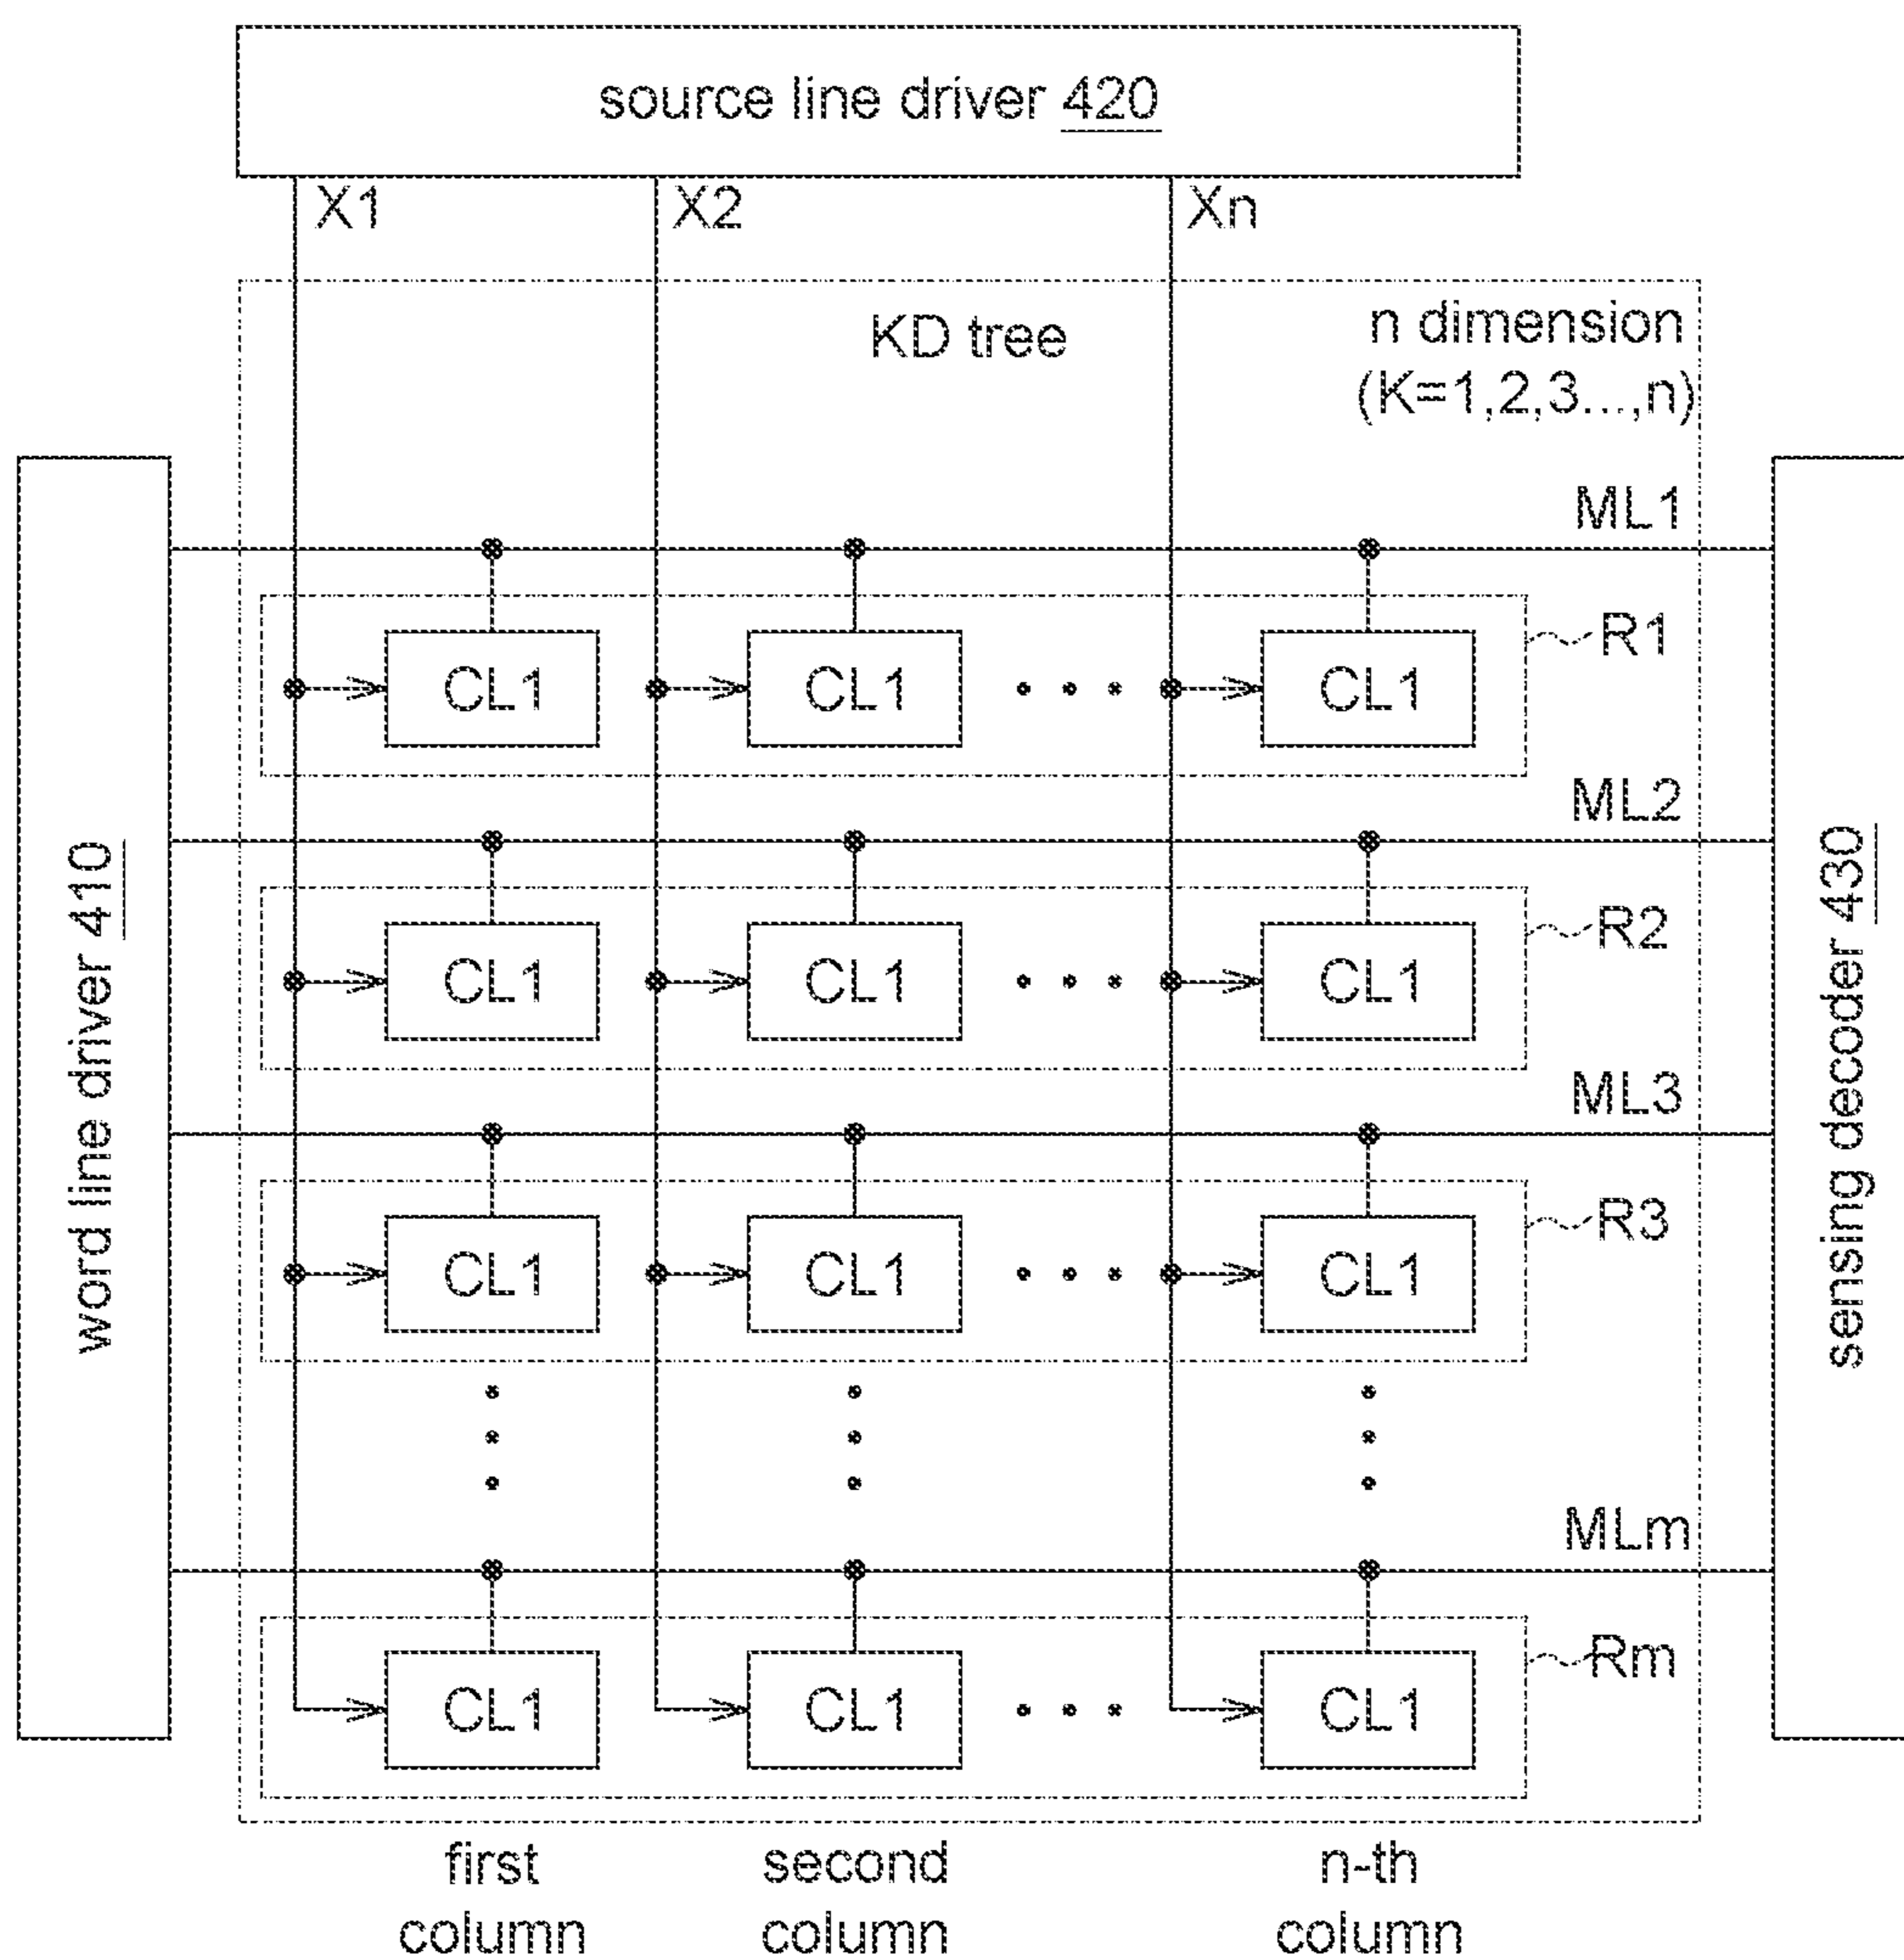 source line driver 420
X1 X2 Xn
KD tree
n dimension
(K=1,2,3...,n)
word line driver 410
sensing decoder 430
ML1
R1
CL1 CL1 CL1
ML2
R2
CL1 CL1 CL1
ML3
R3
CL1 CL1 CL1
MLm
Rm
CL1 CL1 CL1
first column
second column
n-th column